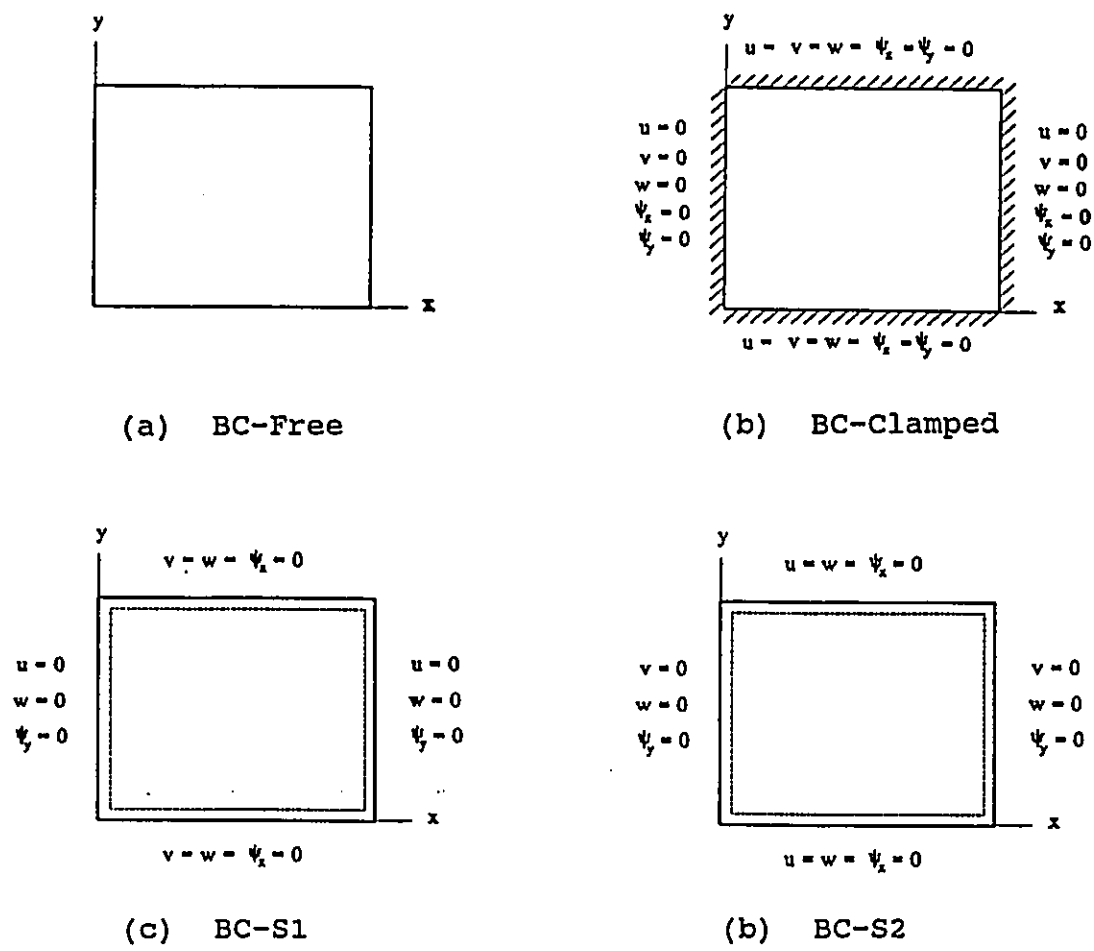 y
x
(a) BC-Free
y
u = v = w = ψx = ψy = 0
u = 0
v = 0
w = 0
ψx = 0
ψy = 0
u = 0
v = 0
w = 0
ψx = 0
ψy = 0
x
u = v = w = ψx = ψy = 0
(b) BC-Clamped
y
v = w = ψx = 0
u = 0
w = 0
ψy = 0
u = 0
w = 0
ψy = 0
x
v = w = ψx = 0
(c) BC-S1
y
u = w = ψx = 0
v = 0
w = 0
ψy = 0
v = 0
w = 0
ψy = 0
x
u = w = ψx = 0
(b) BC-S2